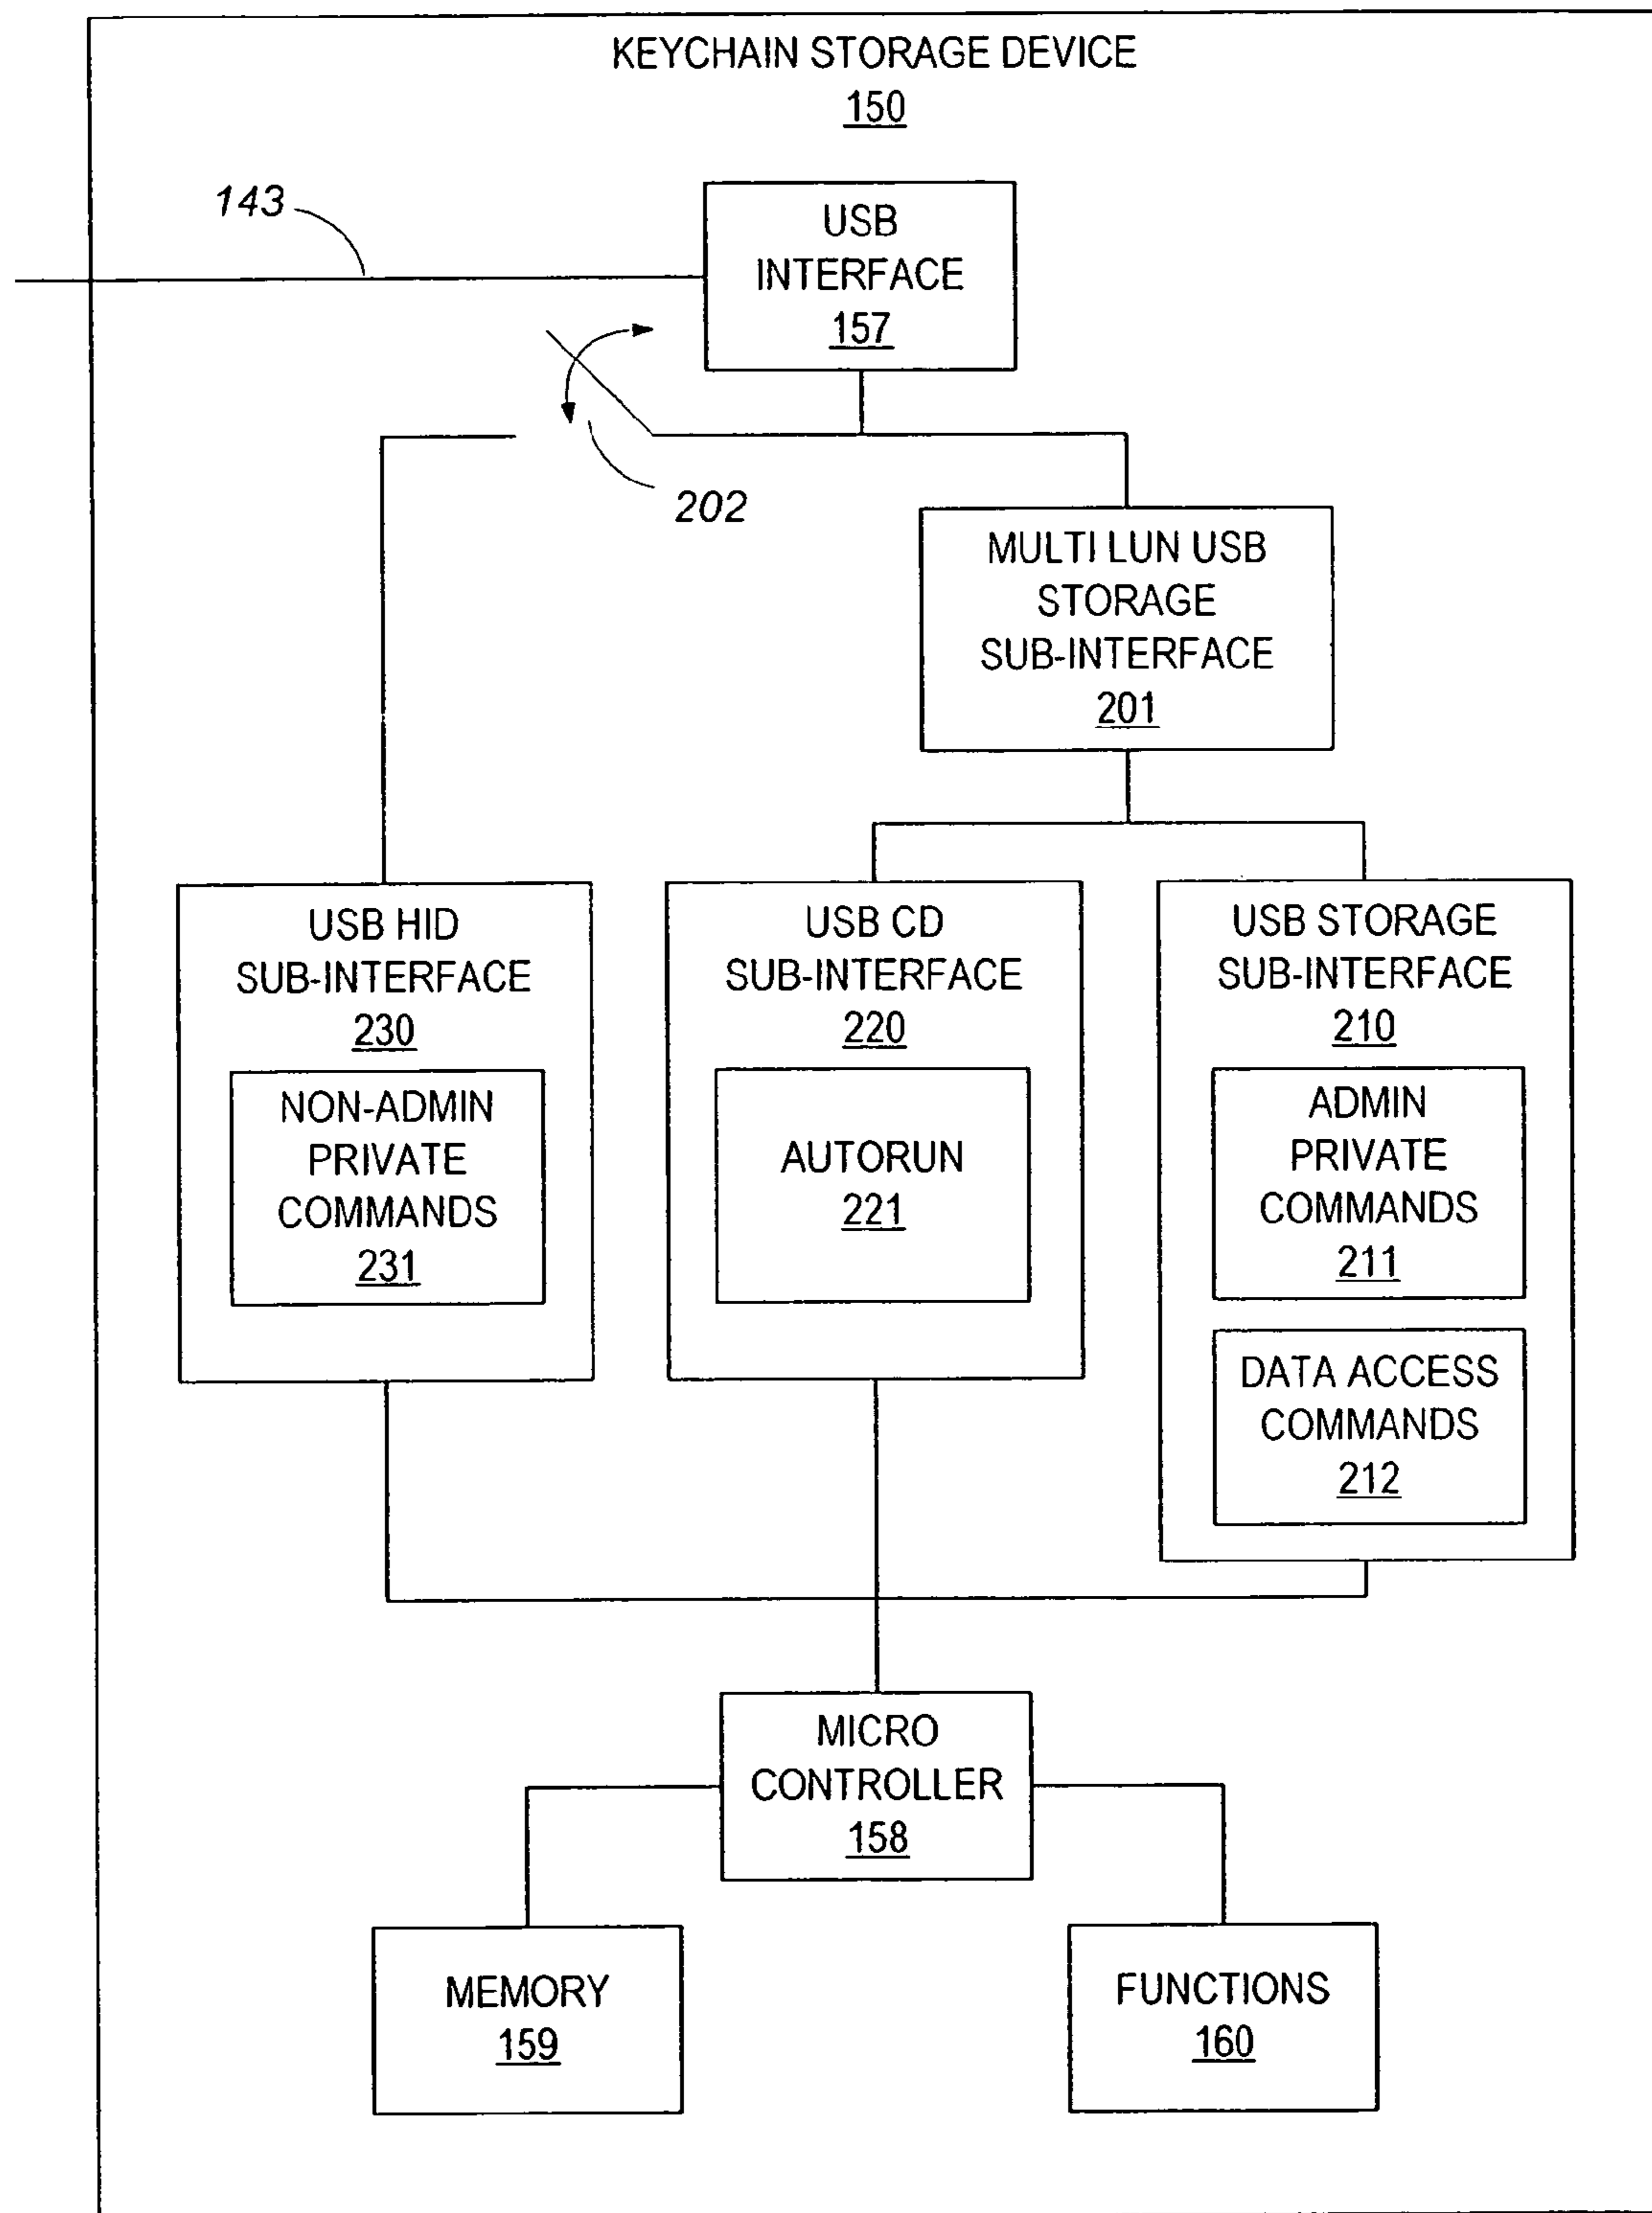 KEYCHAIN STORAGE DEVICE
150
143
USB
INTERFACE
157
202
MULTI LUN USB
STORAGE
SUB-INTERFACE
201
USB HID
SUB-INTERFACE
230
NON-ADMIN
PRIVATE
COMMANDS
231
USB CD
SUB-INTERFACE
220
AUTORUN
221
USB STORAGE
SUB-INTERFACE
210
ADMIN
PRIVATE
COMMANDS
211
DATA ACCESS
COMMANDS
212
MICRO
CONTROLLER
158
MEMORY
159
FUNCTIONS
160